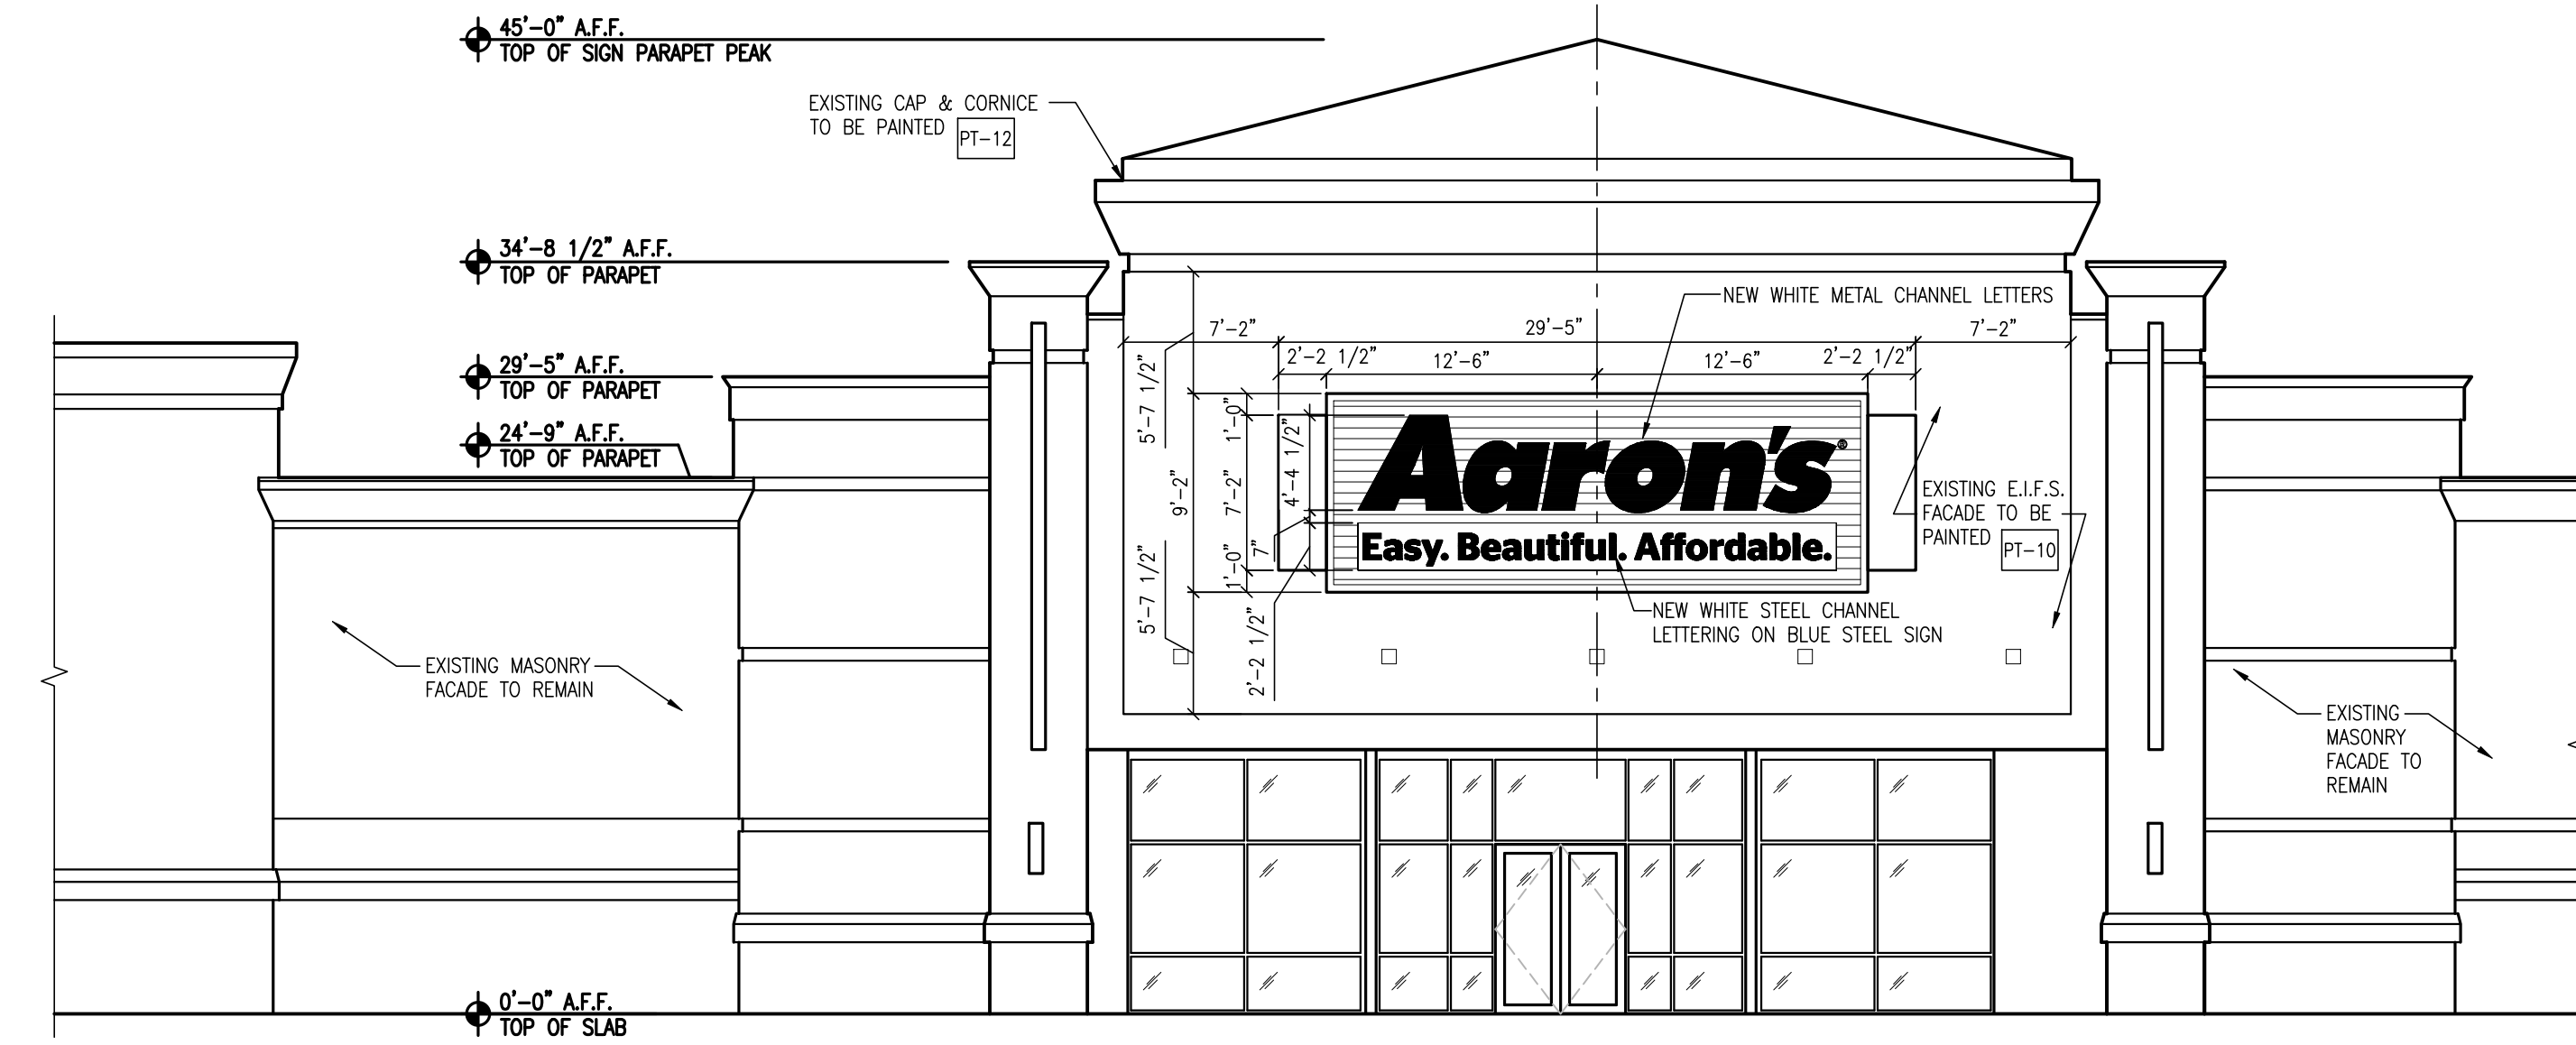 45'-0" A.F.F.
TOP OF SIGN PARAPET PEAK
EXISTING CAP & CORNICE
TO BE PAINTED PT-12
34'-8 1/2" A.F.F.
TOP OF PARAPET
29'-5" A.F.F.
TOP OF PARAPET
24'-9" A.F.F.
TOP OF PARAPET
NEW WHITE METAL CHANNEL LETTERS
7'-2" 29'-5" 7'-2"
2'-2 1/2" 12'-6" 12'-6" 2'-2 1/2"
5'-7 1/2"
9'-2"
5'-7 1/2"
1'-0"
7'-2"
1'-0"
4'-4 1/2"
7"
2'-2 1/2"
Aaron's®
Easy. Beautiful. Affordable.
EXISTING E.I.F.S.
FACADE TO BE
PAINTED PT-10
NEW WHITE STEEL CHANNEL
LETTERING ON BLUE STEEL SIGN
EXISTING MASONRY
FACADE TO REMAIN
EXISTING
MASONRY
FACADE TO
REMAIN
0'-0" A.F.F.
TOP OF SLAB